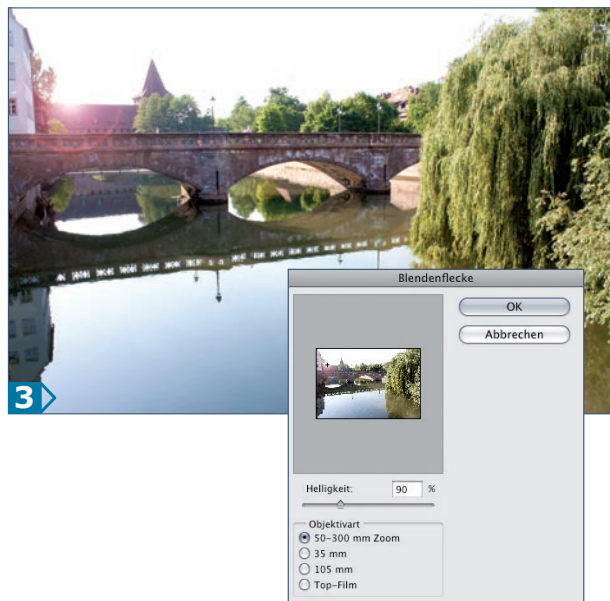 3
Blendenflecke
OK
Abbrechen
Helligkeit: 90 %
Objektivart
50–300 mm Zoom
35 mm
105 mm
Top-Film